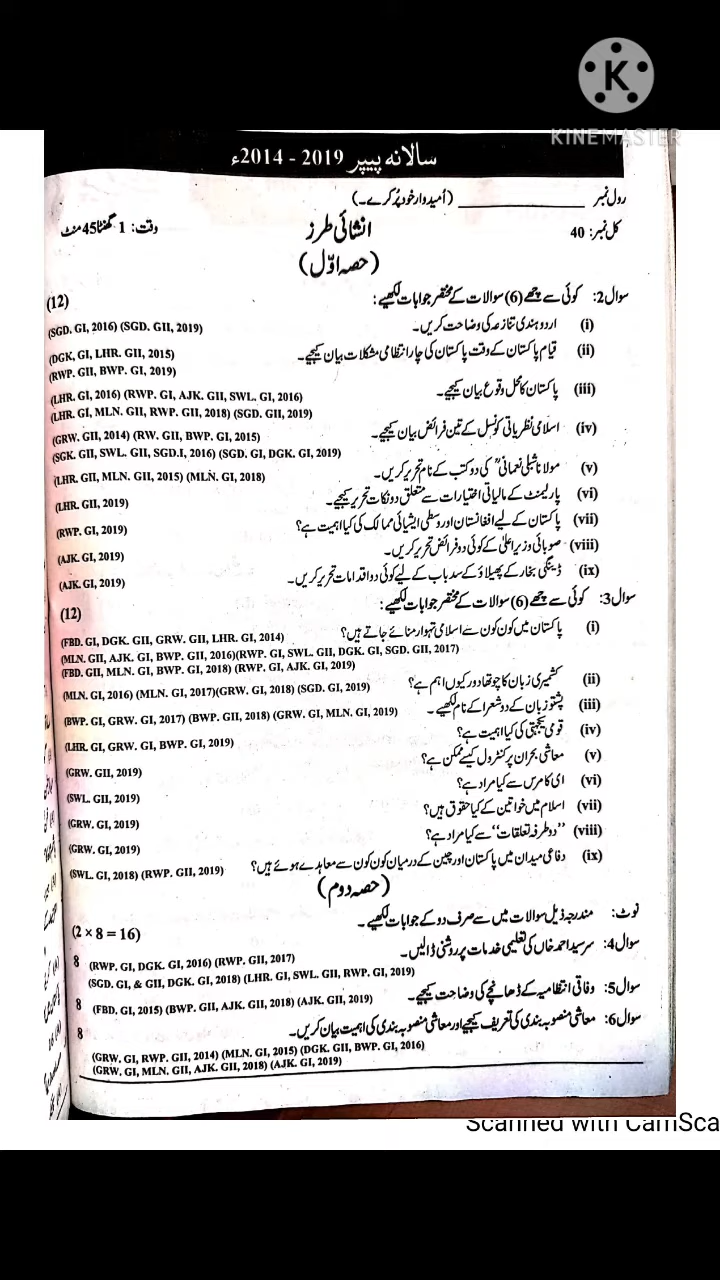 K
KINEMASTER
سالانہ پیپر 2019 - 2014ء
رول نمبر ____________ (اُمیدوار خود پُر کرے۔)
کل نمبر: 40 انشائی طرز وقت: 1 گھنٹا 45 منٹ
(حصہ اوّل)
سوال2: کوئی سے چھے (6) سوالات کے مختصر جوابات لکھیے: (12)
(i) اردو ہندی تنازعہ کی وضاحت کریں۔ (SGD. GI, 2016) (SGD. GII, 2019)
(ii) قیام پاکستان کے وقت پاکستان کی چار انتظامی مشکلات بیان کیجیے۔ (DGK, GI, LHR. GII, 2015)
(RWP. GII, BWP. GI, 2019)
(iii) پاکستان کا محل وقوع بیان کیجیے۔ (LHR. GI, 2016) (RWP. GI, AJK. GII, SWL. GI, 2016)
(LHR. GI, MLN. GII, RWP. GII, 2018) (SGD. GII, 2019)
(iv) اسلامی نظریاتی کونسل کے تین فرائض بیان کیجیے۔ (GRW. GII, 2014) (RW. GII, BWP. GI, 2015)
(SGK. GII, SWL. GII, SGD.I, 2016) (SGD. GI, DGK. GI, 2019)
(v) مولانا شبلی نعمانیؒ کی دو کتب کے نام تحریر کریں۔ (LHR. GII, MLN. GII, 2015) (MLN. GI, 2018)
(vi) پارلیمنٹ کے مالیاتی اختیارات سے متعلق دو نکات تحریر کیجیے۔ (LHR. GII, 2019)
(vii) پاکستان کے لیے افغانستان اور وسطی ایشیائی ممالک کی کیا اہمیت ہے؟ (RWP. GI, 2019)
(viii) صوبائی وزیر اعلیٰ کے کوئی دو فرائض تحریر کریں۔ (AJK. GI, 2019)
(ix) ڈینگی بخار کے پھیلاؤ کے سدباب کے لیے کوئی دو اقدامات تحریر کریں۔ (AJK. GI, 2019)
سوال3: کوئی سے چھے (6) سوالات کے مختصر جوابات لکھیے: (12)
(i) پاکستان میں کون کون سے اسلامی تہوار منائے جاتے ہیں؟ (FBD. GI, DGK. GII, GRW. GII, LHR. GI, 2014)
(MLN. GII, AJK. GI, BWP. GII, 2016)(RWP. GI, SWL. GII, DGK. GI, SGD. GII, 2017)
(FBD. GII, MLN. GI, BWP. GI, 2018) (RWP. GI, AJK. GI, 2019)
(ii) کشمیری زبان کا چوتھا دور کیوں اہم ہے؟ (MLN. GI, 2016) (MLN. GI, 2017)(GRW. GI, 2018) (SGD. GI, 2019)
(iii) پشتو زبان کے دو شعرا کے نام لکھیے۔ (BWP. GI, GRW. GI, 2017) (BWP. GII, 2018) (GRW. GI, MLN. GI, 2019)
(iv) قومی یکجہتی کی کیا اہمیت ہے؟ (LHR. GI, GRW. GI, BWP. GI, 2019)
(v) معاشی بحران پر کنٹرول کیسے ممکن ہے؟ (GRW. GII, 2019)
(vi) ای کامرس سے کیا مراد ہے؟ (SWL. GII, 2019)
(vii) اسلام میں خواتین کے کیا حقوق ہیں؟ (GRW. GI, 2019)
(viii) ”دوطرفہ تعلقات“ سے کیا مراد ہے؟ (GRW. GI, 2019)
(ix) دفاعی میدان میں پاکستان اور چین کے درمیان کون کون سے معاہدے ہوئے ہیں؟ (SWL. GI, 2018) (RWP. GII, 2019)
(حصہ دوم)
نوٹ: مندرجہ ذیل سوالات میں سے صرف دو کے جوابات لکھیے۔ (2 × 8 = 16)
سوال4: سرسید احمد خاں کی تعلیمی خدمات پر روشنی ڈالیں۔ (RWP. GI, DGK. GI, 2016) (RWP. GII, 2017) 8
(SGD. GI, & GII, DGK. GI, 2018) (LHR. GI, SWL. GII, RWP. GI, 2019)
سوال5: وفاقی انتظامیہ کے ڈھانچے کی وضاحت کیجیے۔ (FBD. GI, 2015) (BWP. GII, AJK. GII, 2018) (AJK. GII, 2019) 8
سوال6: معاشی منصوبہ بندی کی تعریف کیجیے اور معاشی منصوبہ بندی کی اہمیت بیان کریں۔ 8
(GRW. GI, RWP. GII, 2014) (MLN. GI, 2015) (DGK. GII, BWP. GI, 2016)
(GRW. GI, MLN. GII, AJK. GII, 2018) (AJK. GI, 2019)
Scanned with CamSca